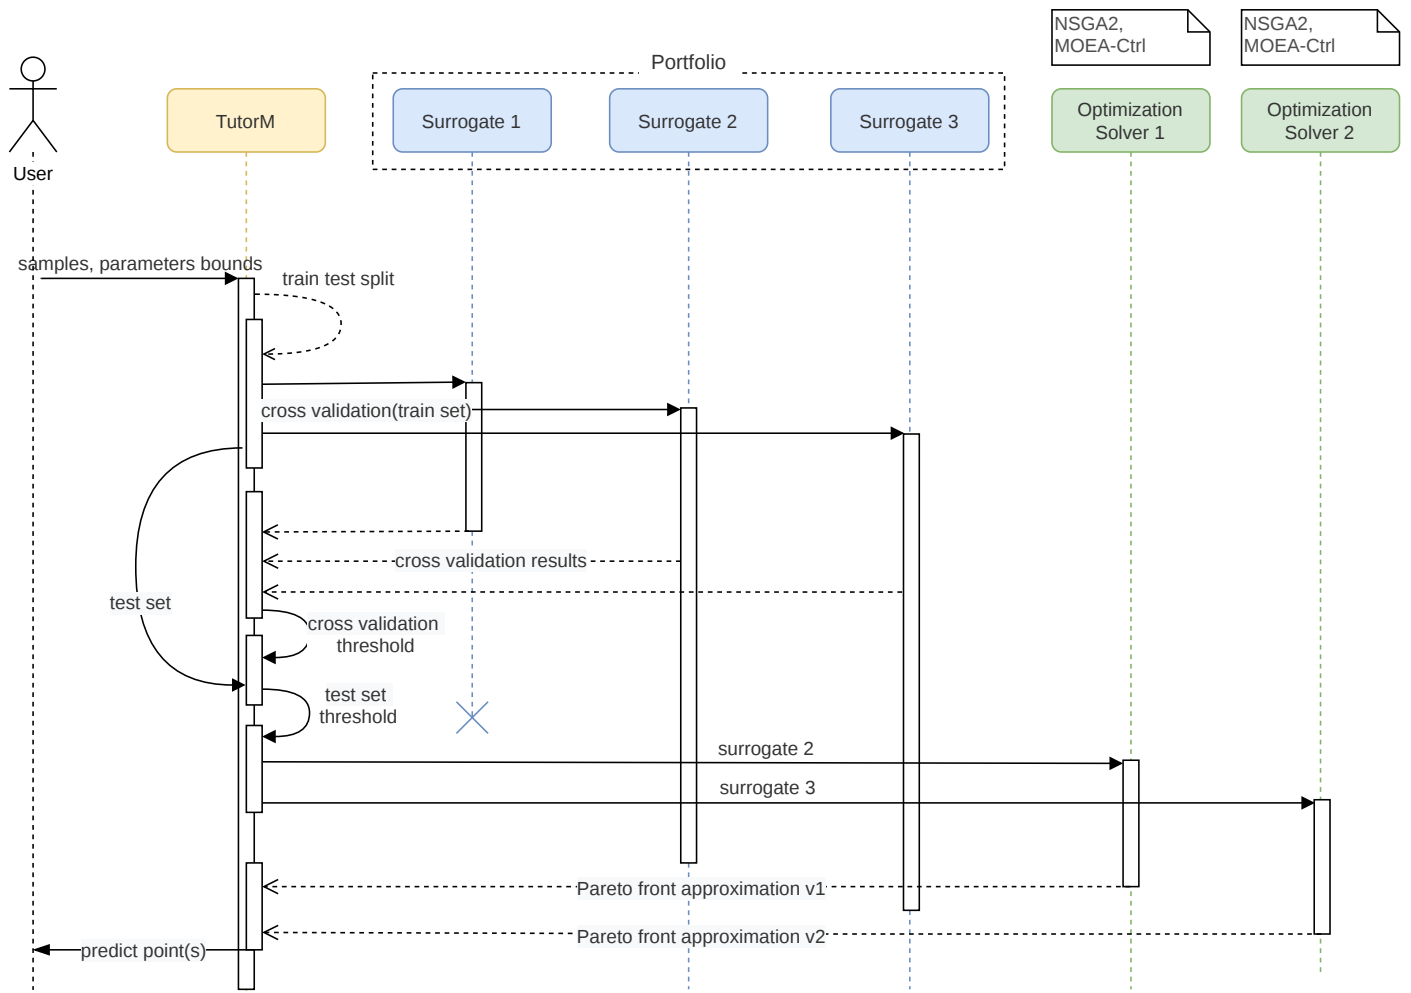 NSGA2,
MOEA-Ctrl
NSGA2,
MOEA-Ctrl
Portfolio
TutorM
Surrogate 1
Surrogate 2
Surrogate 3
Optimization
Solver 1
Optimization
Solver 2
User
samples, parameters bounds
train test split
cross validation(train set)
cross validation results
test set
cross validation
threshold
test set
threshold
surrogate 2
surrogate 3
Pareto front approximation v1
Pareto front approximation v2
predict point(s)